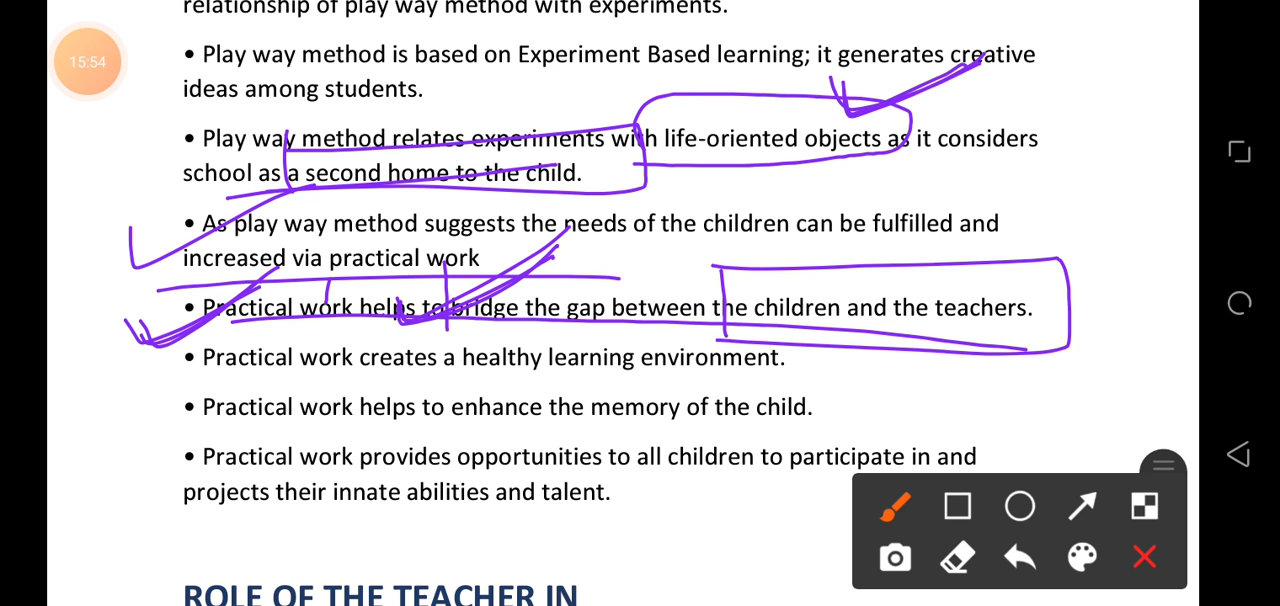 relationship of play way method with experiments.
15:54
• Play way method is based on Experiment Based learning; it generates creative
ideas among students.
• Play way method relates experiments with life-oriented objects as it considers
school as a second home to the child.
• As play way method suggests the needs of the children can be fulfilled and
increased via practical work
• Practical work helps to bridge the gap between the children and the teachers.
• Practical work creates a healthy learning environment.
• Practical work helps to enhance the memory of the child.
• Practical work provides opportunities to all children to participate in and
projects their innate abilities and talent.
ROLE OF THE TEACHER IN